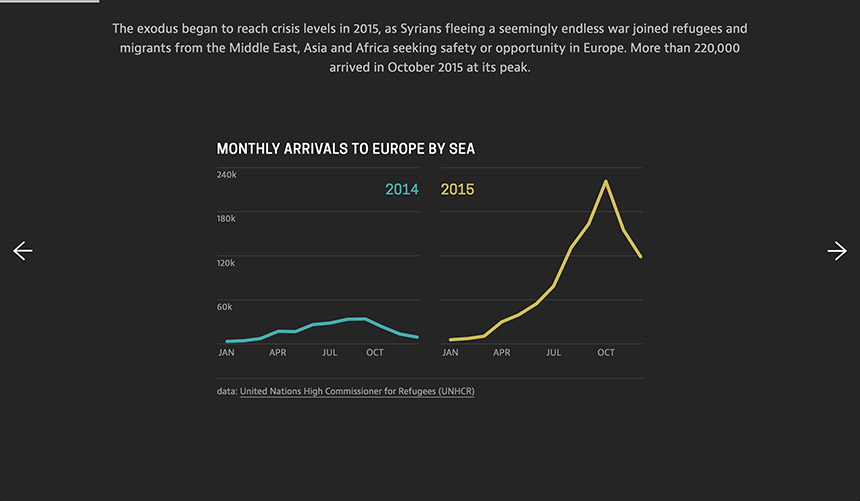 The exodus began to reach crisis levels in 2015, as Syrians fleeing a seemingly endless war joined refugees and
migrants from the Middle East, Asia and Africa seeking safety or opportunity in Europe. More than 220,000
arrived in October 2015 at its peak.
MONTHLY ARRIVALS TO EUROPE BY SEA
240k
2014 2015
180k
120k
60k
JAN APR JUL OCT JAN APR JUL OCT
data: United Nations High Commissioner for Refugees (UNHCR)